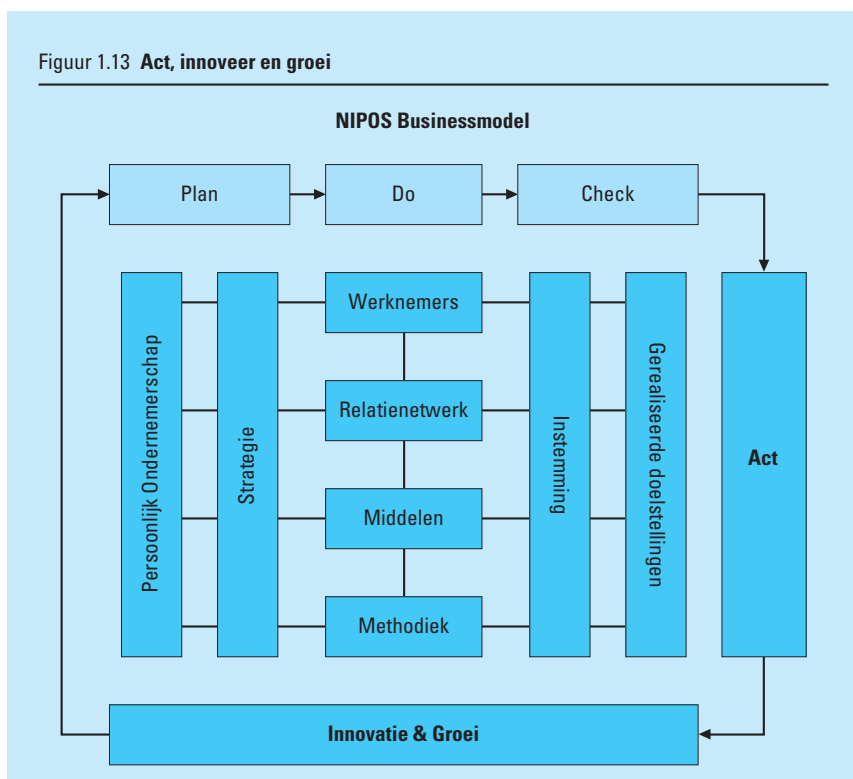 Figuur 1.13 Act, innoveer en groei
NIPOS Businessmodel
Plan
Do
Check
Persoonlijk Ondernemerschap
Strategie
Werknemers
Relatienetwerk
Middelen
Methodiek
Instemming
Gerealiseerde doelstellingen
Act
Innovatie & Groei